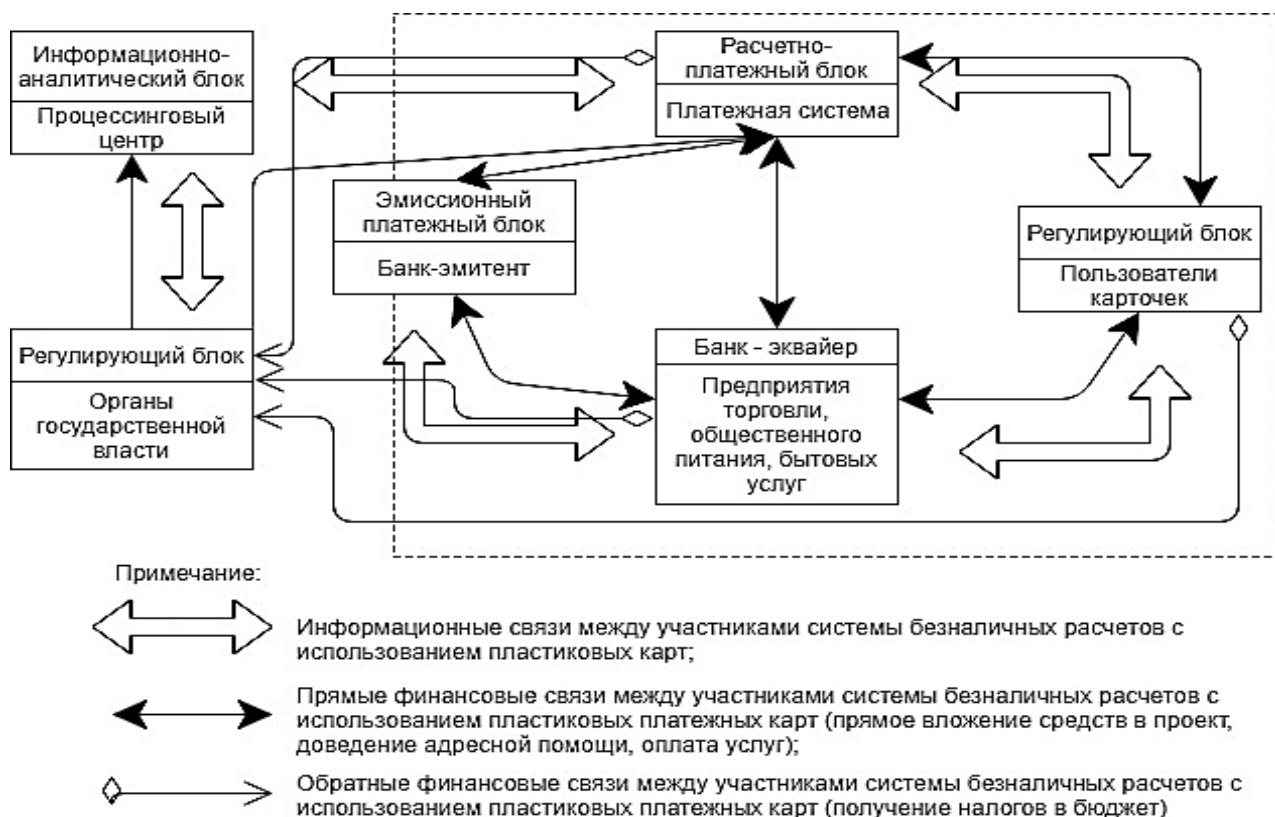 Информационно-
аналитический блок
Процессинговый
центр
Расчетно-
платежный блок
Платежная система
Эмиссионный
платежный блок
Банк-эмитент
Регулирующий блок
Пользователи
карточек
Регулирующий блок
Органы
государственной
власти
Банк - эквайер
Предприятия
торговли,
общественного
питания, бытовых
услуг
Примечание:
Информационные связи между участниками системы безналичных расчетов с
использованием пластиковых карт;
Прямые финансовые связи между участниками системы безналичных расчетов с
использованием пластиковых платежных карт (прямое вложение средств в проект,
доведение адресной помощи, оплата услуг);
Обратные финансовые связи между участниками системы безналичных расчетов с
использованием пластиковых платежных карт (получение налогов в бюджет)